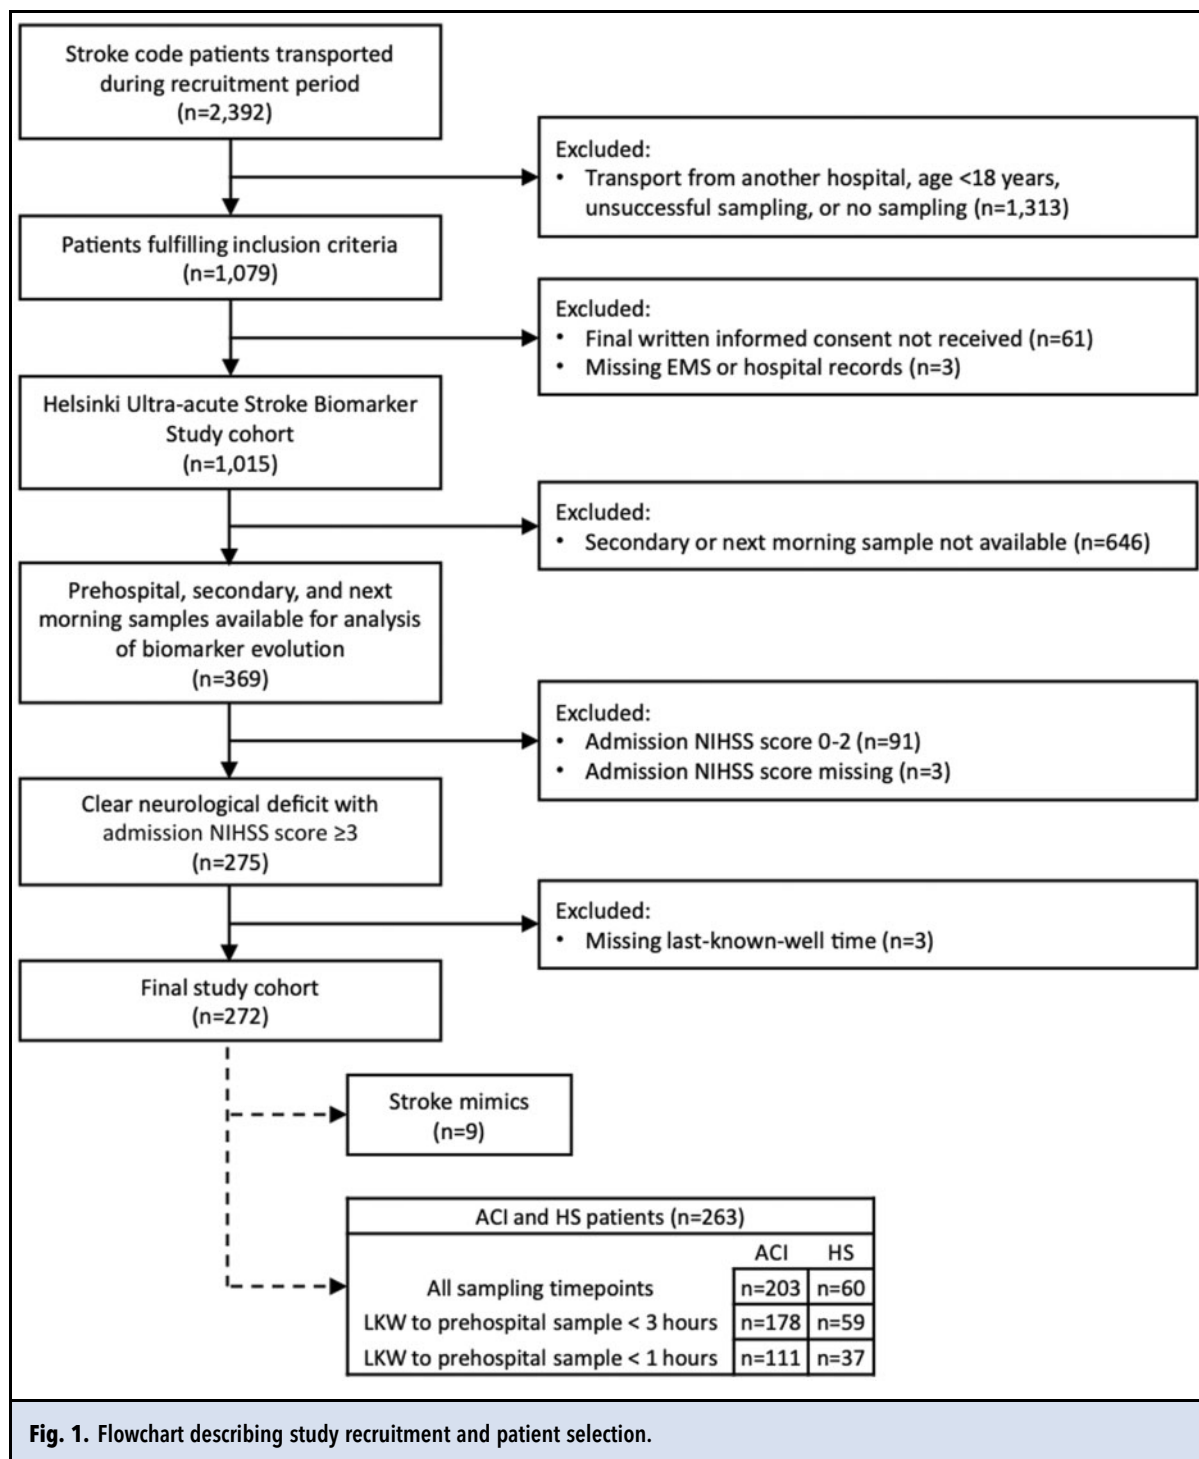 Stroke code patients transported
during recruitment period
(n=2,392)
Excluded:
• Transport from another hospital, age <18 years,
unsuccessful sampling, or no sampling (n=1,313)
Patients fulfilling inclusion criteria
(n=1,079)
Excluded:
• Final written informed consent not received (n=61)
• Missing EMS or hospital records (n=3)
Helsinki Ultra-acute Stroke Biomarker
Study cohort
(n=1,015)
Excluded:
• Secondary or next morning sample not available (n=646)
Prehospital, secondary, and next
morning samples available for analysis
of biomarker evolution
(n=369)
Excluded:
• Admission NIHSS score 0-2 (n=91)
• Admission NIHSS score missing (n=3)
Clear neurological deficit with
admission NIHSS score ≥3
(n=275)
Excluded:
• Missing last-known-well time (n=3)
Final study cohort
(n=272)
Stroke mimics
(n=9)
ACI and HS patients (n=263)
ACI HS
All sampling timepoints n=203 n=60
LKW to prehospital sample < 3 hours n=178 n=59
LKW to prehospital sample < 1 hours n=111 n=37
Fig. 1. Flowchart describing study recruitment and patient selection.